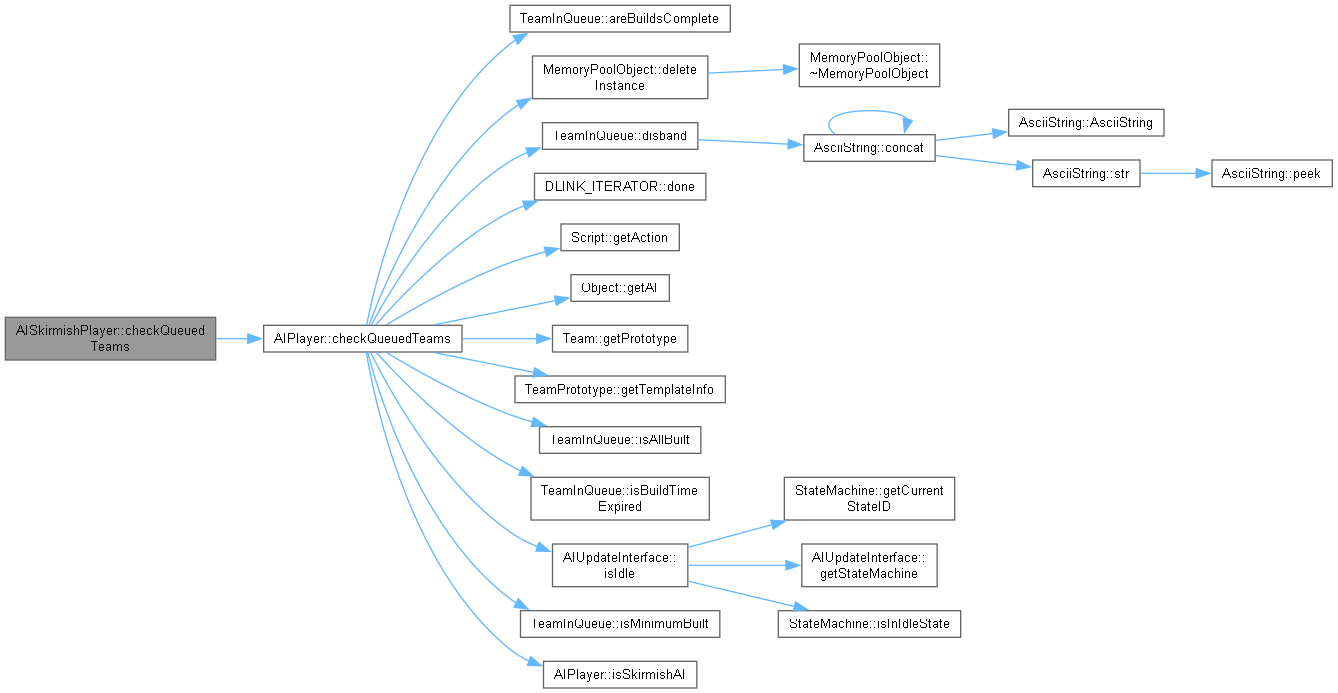 TeamInQueue::areBuildsComplete
MemoryPoolObject::delete
Instance
MemoryPoolObject::
~MemoryPoolObject
TeamInQueue::disband
AsciiString::concat
AsciiString::AsciiString
AsciiString::str
AsciiString::peek
DLINK_ITERATOR::done
Script::getAction
Object::getAI
AISkirmishPlayer::checkQueued
Teams
AIPlayer::checkQueuedTeams
Team::getPrototype
TeamPrototype::getTemplateInfo
TeamInQueue::isAllBuilt
TeamInQueue::isBuildTime
Expired
AIUpdateInterface::
isIdle
StateMachine::getCurrent
StateID
AIUpdateInterface::
getStateMachine
StateMachine::isInIdleState
TeamInQueue::isMinimumBuilt
AIPlayer::isSkirmishAI